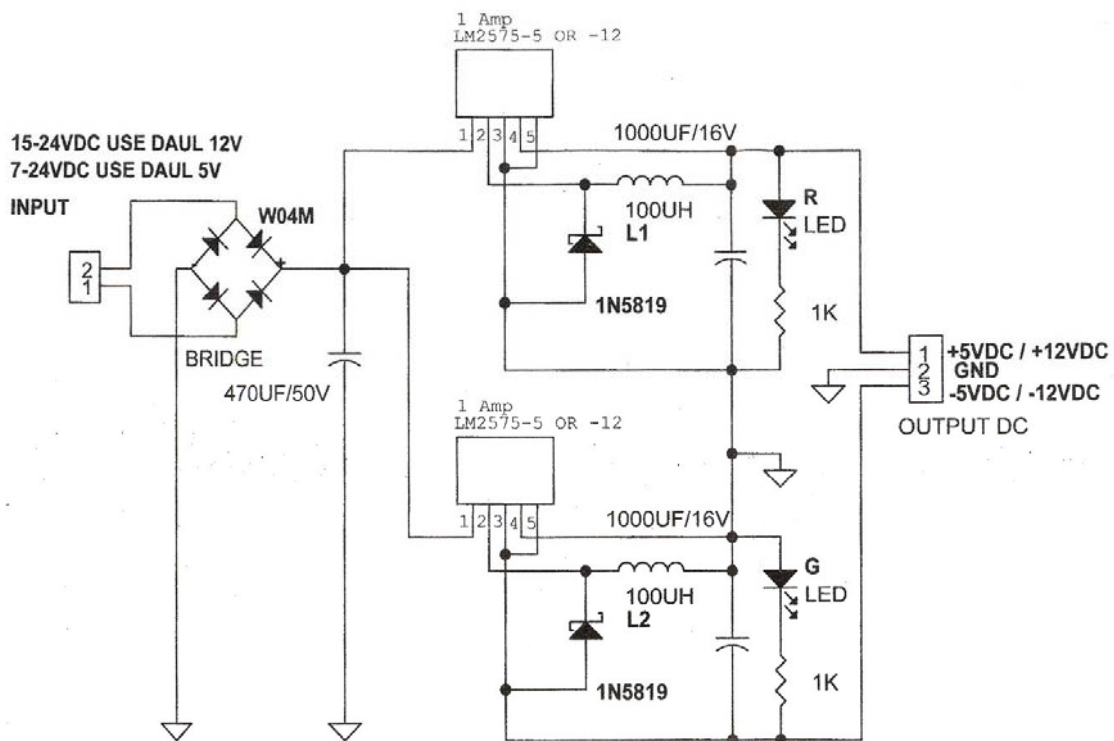 1 Amp
LM2575-5 OR -12
1 2 3 4 5
15-24VDC USE DAUL 12V
7-24VDC USE DAUL 5V
INPUT
2
1
W04M
-
+
BRIDGE
470UF/50V
1000UF/16V
100UH
L1
1N5819
R
LED
1K
1
2
3
+5VDC / +12VDC
GND
-5VDC / -12VDC
OUTPUT DC
1 Amp
LM2575-5 OR -12
1 2 3 4 5
1000UF/16V
100UH
L2
1N5819
G
LED
1K